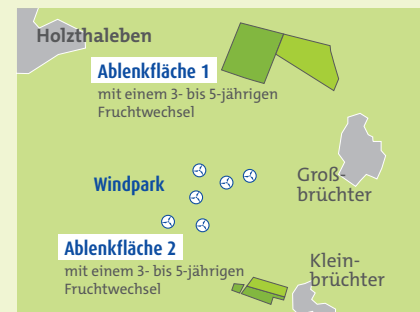 Holzthaleben
Ablenkfläche 1
mit einem 3- bis 5-jährigen
Fruchtwechsel
Windpark
Groß-
brüchter
Ablenkfläche 2
mit einem 3- bis 5-jährigen
Fruchtwechsel
Klein-
brüchter